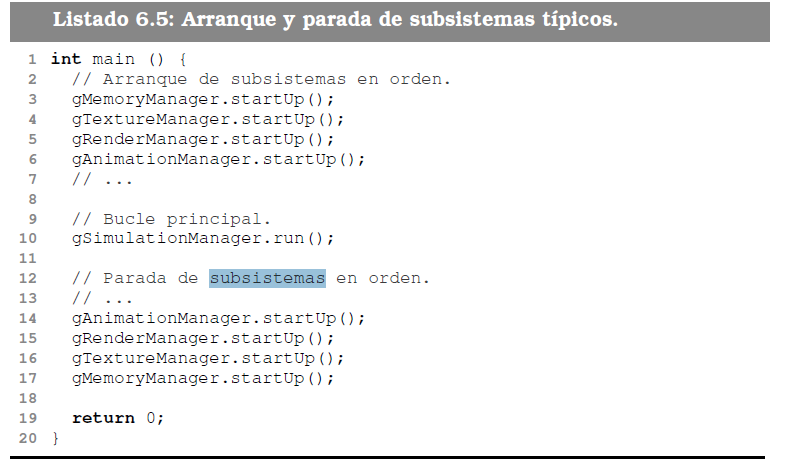 Listado 6.5: Arranque y parada de subsistemas típicos.
1 int main () {
2 // Arranque de subsistemas en orden.
3 gMemoryManager.startUp();
4 gTextureManager.startUp();
5 gRenderManager.startUp();
6 gAnimationManager.startUp();
7 // ...
8
9 // Bucle principal.
10 gSimulationManager.run();
11
12 // Parada de subsistemas en orden.
13 // ...
14 gAnimationManager.startUp();
15 gRenderManager.startUp();
16 gTextureManager.startUp();
17 gMemoryManager.startUp();
18
19 return 0;
20 }